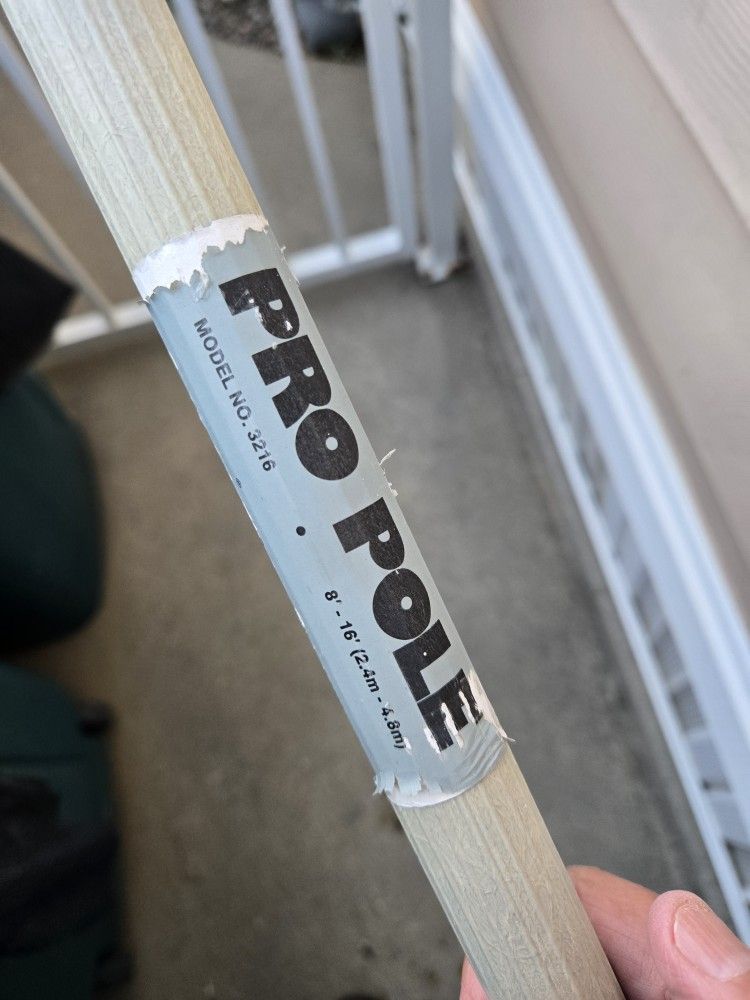 PRO POLE
MODEL NO. 3216 • 8' - 16' (2.4m - 4.8m)